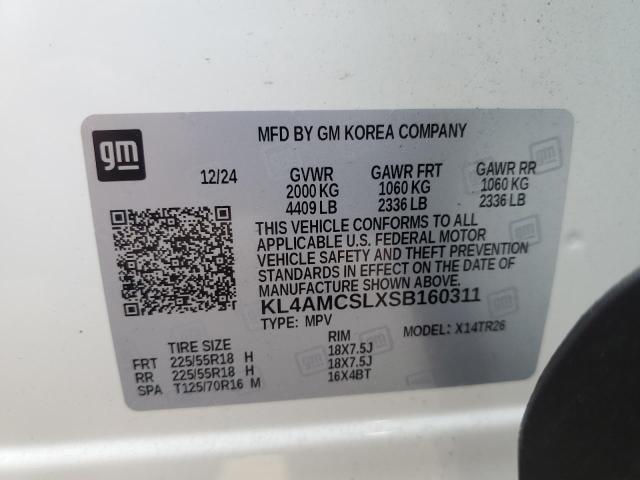 gm
MFD BY GM KOREA COMPANY
12/24 GVWR GAWR FRT GAWR RR
2000 KG 1060 KG 1060 KG
4409 LB 2336 LB 2336 LB
THIS VEHICLE CONFORMS TO ALL
APPLICABLE U.S. FEDERAL MOTOR
VEHICLE SAFETY AND THEFT PREVENTION
STANDARDS IN EFFECT ON THE DATE OF
MANUFACTURE SHOWN ABOVE.
KL4AMCSLXSB160311
TYPE: MPV MODEL: X14TR26
TIRE SIZE RIM
FRT 225/55R18 H 18X7.5J
RR 225/55R18 H 18X7.5J
SPA T125/70R16 M 16X4BT